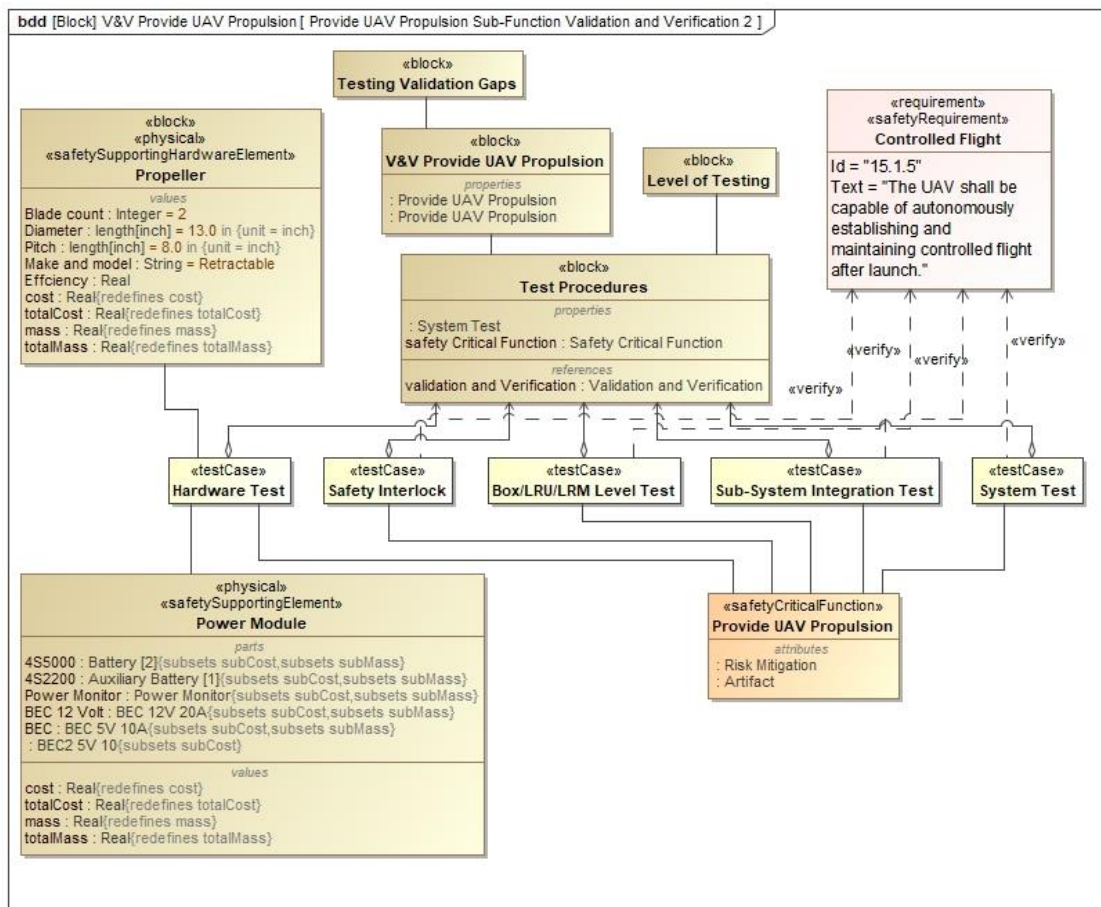 bdd [Block] V&V Provide UAV Propulsion [ Provide UAV Propulsion Sub-Function Validation and Verification 2 ]
«block»
Testing Validation Gaps
«block»
«physical»
«safetySupportingHardwareElement»
Propeller
values
Blade count : Integer = 2
Diameter : length[inch] = 13.0 in {unit = inch}
Pitch : length[inch] = 8.0 in {unit = inch}
Make and model : String = Retractable
Effciency : Real
cost : Real{redefines cost}
totalCost : Real{redefines totalCost}
mass : Real{redefines mass}
totalMass : Real{redefines totalMass}
«block»
V&V Provide UAV Propulsion
properties
: Provide UAV Propulsion
: Provide UAV Propulsion
«block»
Level of Testing
«requirement»
«safetyRequirement»
Controlled Flight
Id = "15.1.5"
Text = "The UAV shall be
capable of autonomously
establishing and
maintaining controlled flight
after launch."
«block»
Test Procedures
properties
: System Test
safety Critical Function : Safety Critical Function
references
validation and Verification : Validation and Verification
«verify»
«verify»
«verify»
«verify»
«testCase»
Hardware Test
«testCase»
Safety Interlock
«testCase»
Box/LRU/LRM Level Test
«testCase»
Sub-System Integration Test
«testCase»
System Test
«physical»
«safetySupportingElement»
Power Module
parts
4S5000 : Battery [2]{subsets subCost,subsets subMass}
4S2200 : Auxiliary Battery [1]{subsets subCost,subsets subMass}
Power Monitor : Power Monitor{subsets subCost,subsets subMass}
BEC 12 Volt : BEC 12V 20A{subsets subCost,subsets subMass}
BEC : BEC 5V 10A{subsets subCost,subsets subMass}
: BEC2 5V 10{subsets subCost}
values
cost : Real{redefines cost}
totalCost : Real{redefines totalCost}
mass : Real{redefines mass}
totalMass : Real{redefines totalMass}
«safetyCriticalFunction»
Provide UAV Propulsion
attributes
: Risk Mitigation
: Artifact